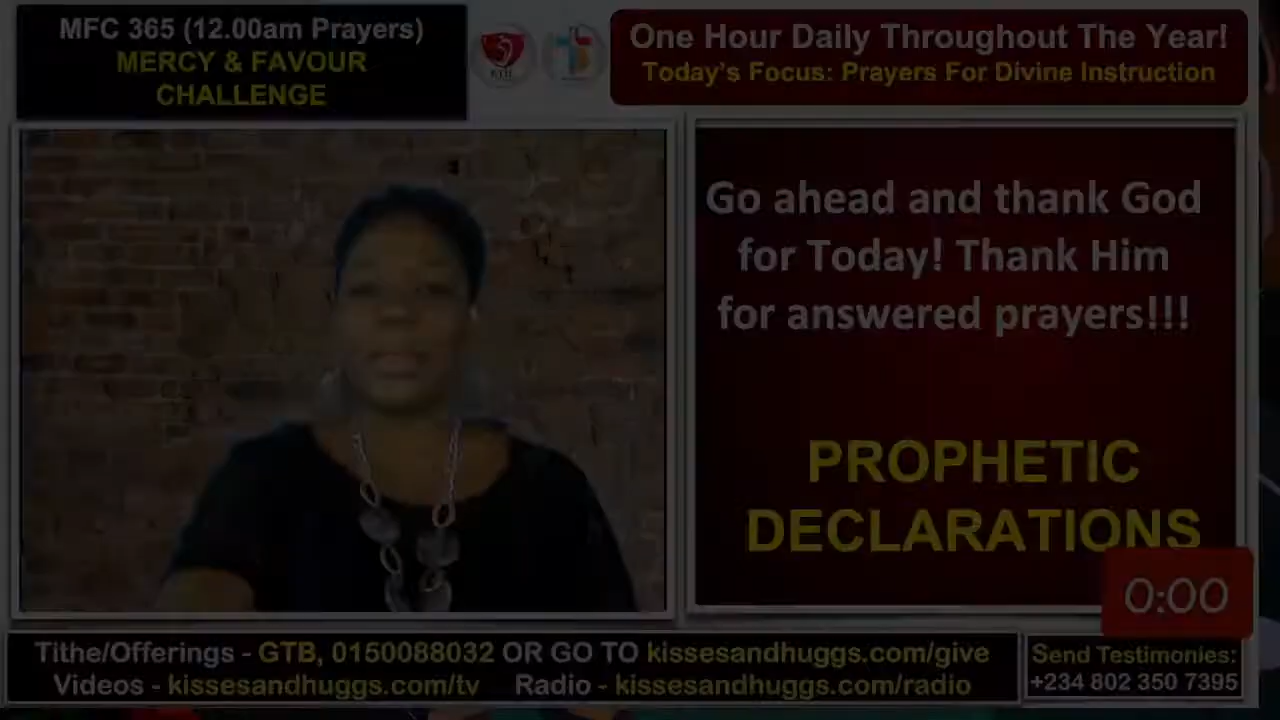 MFC 365 (12.00am Prayers)
MERCY & FAVOUR
CHALLENGE
One Hour Daily Throughout The Year!
Today's Focus: Prayers For Divine Instruction
Go ahead and thank God
for Today! Thank Him
for answered prayers!!!
PROPHETIC
DECLARATIONS
0:00
Tithe/Offerings - GTB, 0150088032 OR GO TO kissesandhuggs.com/give
Videos - kissesandhuggs.com/tv Radio - kissesandhuggs.com/radio
Send Testimonies:
+234 802 350 7395